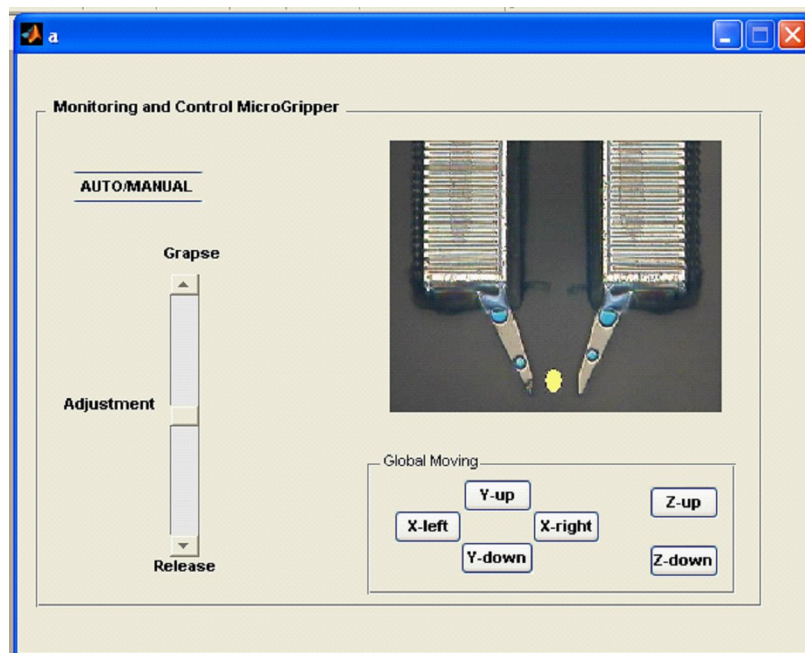 a
Monitoring and Control MicroGripper
AUTO/MANUAL
Grapse
Adjustment
Release
Global Moving
Y-up
X-left
X-right
Y-down
Z-up
Z-down